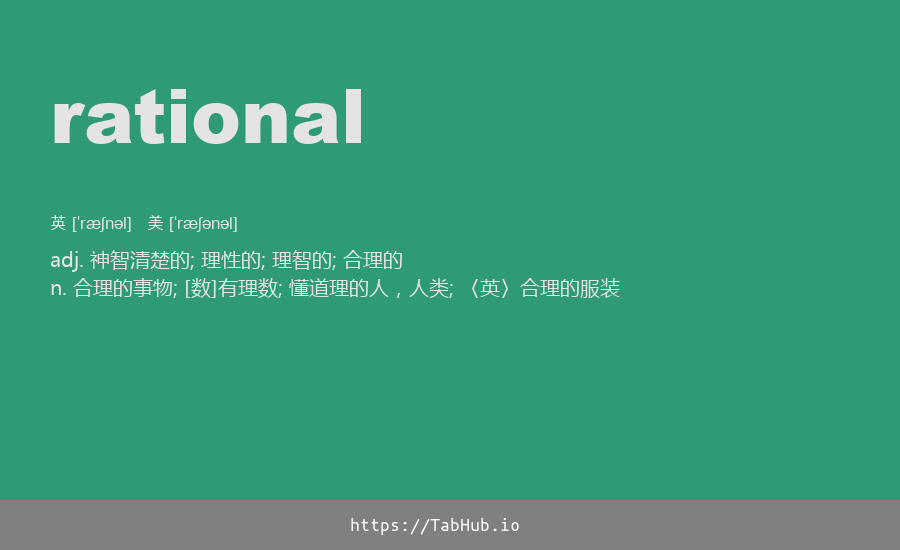 rational
英 [ˈræʃnəl] 美 [ˈræʃənəl]
adj. 神智清楚的; 理性的; 理智的; 合理的
n. 合理的事物; [数]有理数; 懂道理的人，人类; 〈英〉合理的服装
https://TabHub.io